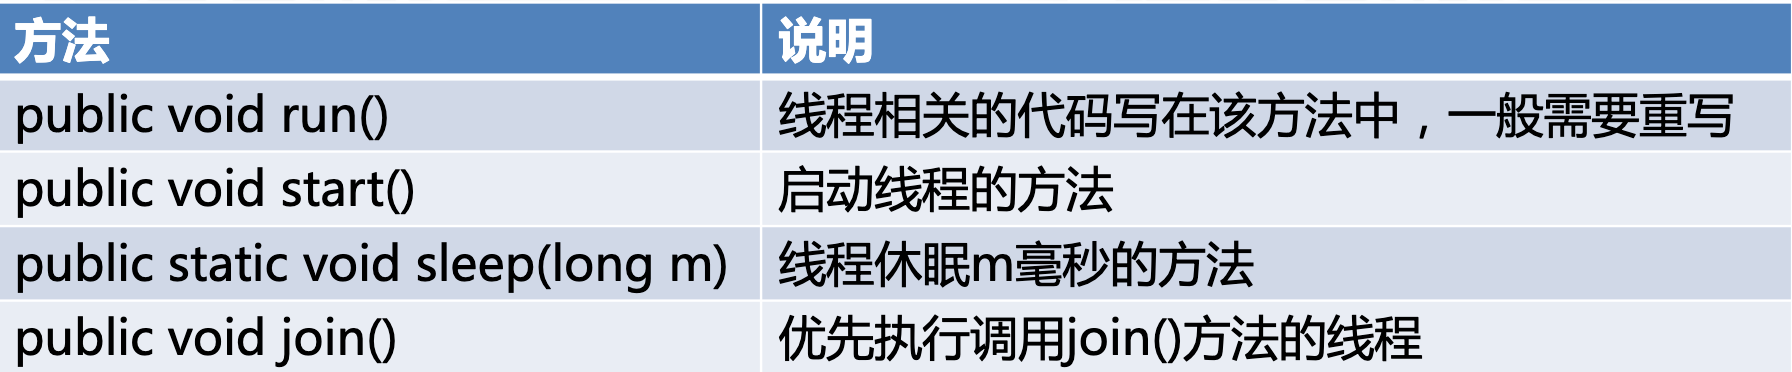 方法 说明
public void run() 线程相关的代码写在该方法中，一般需要重写
public void start() 启动线程的方法
public static void sleep(long m) 线程休眠m毫秒的方法
public void join() 优先执行调用join()方法的线程